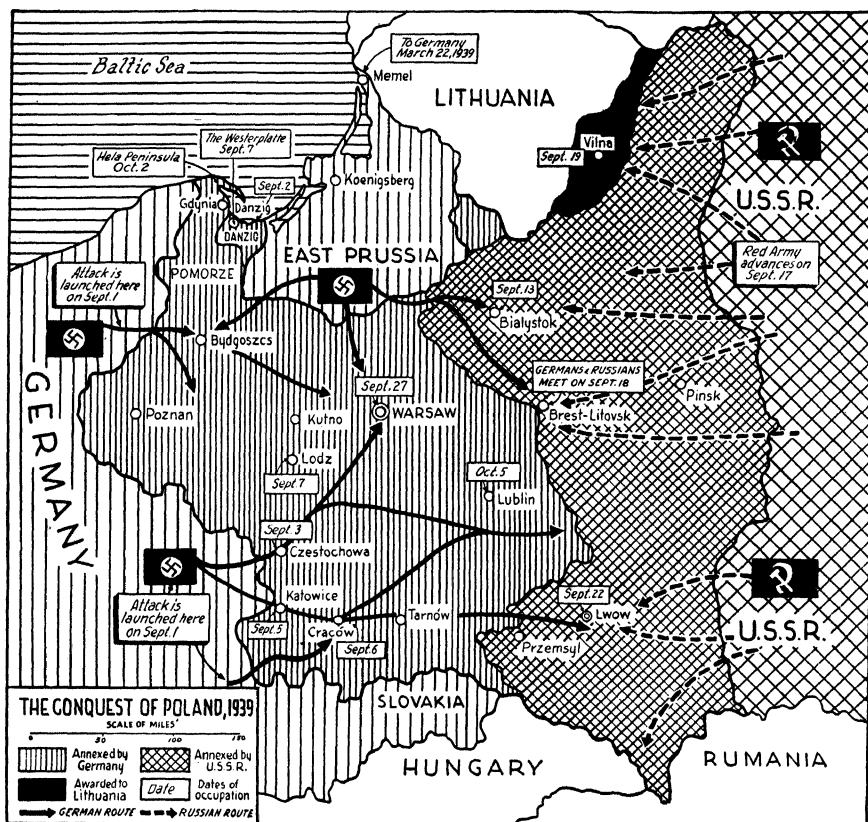 To Germany
March 22, 1939
Memel
Baltic Sea
LITHUANIA
The Westerplatte
Sept. 7
Hela Peninsula
Oct. 2
Vilna
Sept. 19
U.S.S.R.
Sept. 2
Koenigsberg
Gdynia
Danzig
DANZIG
EAST PRUSSIA
Red Army
advances on
Sept. 17
POMORZE
Attack is
launched here
on Sept. 1
Sept. 13
Białystok
Bydgoszcs
GERMANS & RUSSIANS
MEET ON SEPT. 18
GERMANY
Sept. 27
Pinsk
Poznan
Kutno
WARSAW
Brest-Litovsk
Lodz
Sept. 7
Oct. 5
Lublin
Sept. 3
Częstochowa
Katowice
Sept. 22
Attack is
launched here
on Sept. 1
Sept. 5
Cracow
Tarnów
Lwow
U.S.S.R.
Sept. 6
Przemsyl
SLOVAKIA
THE CONQUEST OF POLAND, 1939
SCALE OF MILES
0 50 100 150
Annexed by
Germany
Annexed by
U.S.S.R.
Awarded to
Lithuania
Date
Dates of
occupation
GERMAN ROUTE
RUSSIAN ROUTE
HUNGARY
RUMANIA